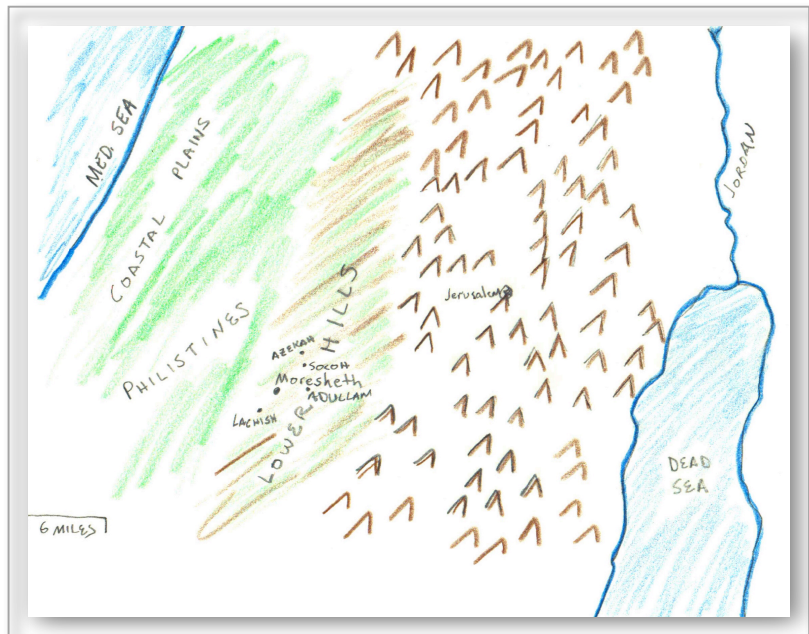 MED. SEA
COASTAL PLAINS
JORDAN
PHILISTINES
LOWER HILLS
Jerusalem
AZEKAH
SOCOH
Moresheth
ADULLAM
LACHISH
DEAD
SEA
6 MILES